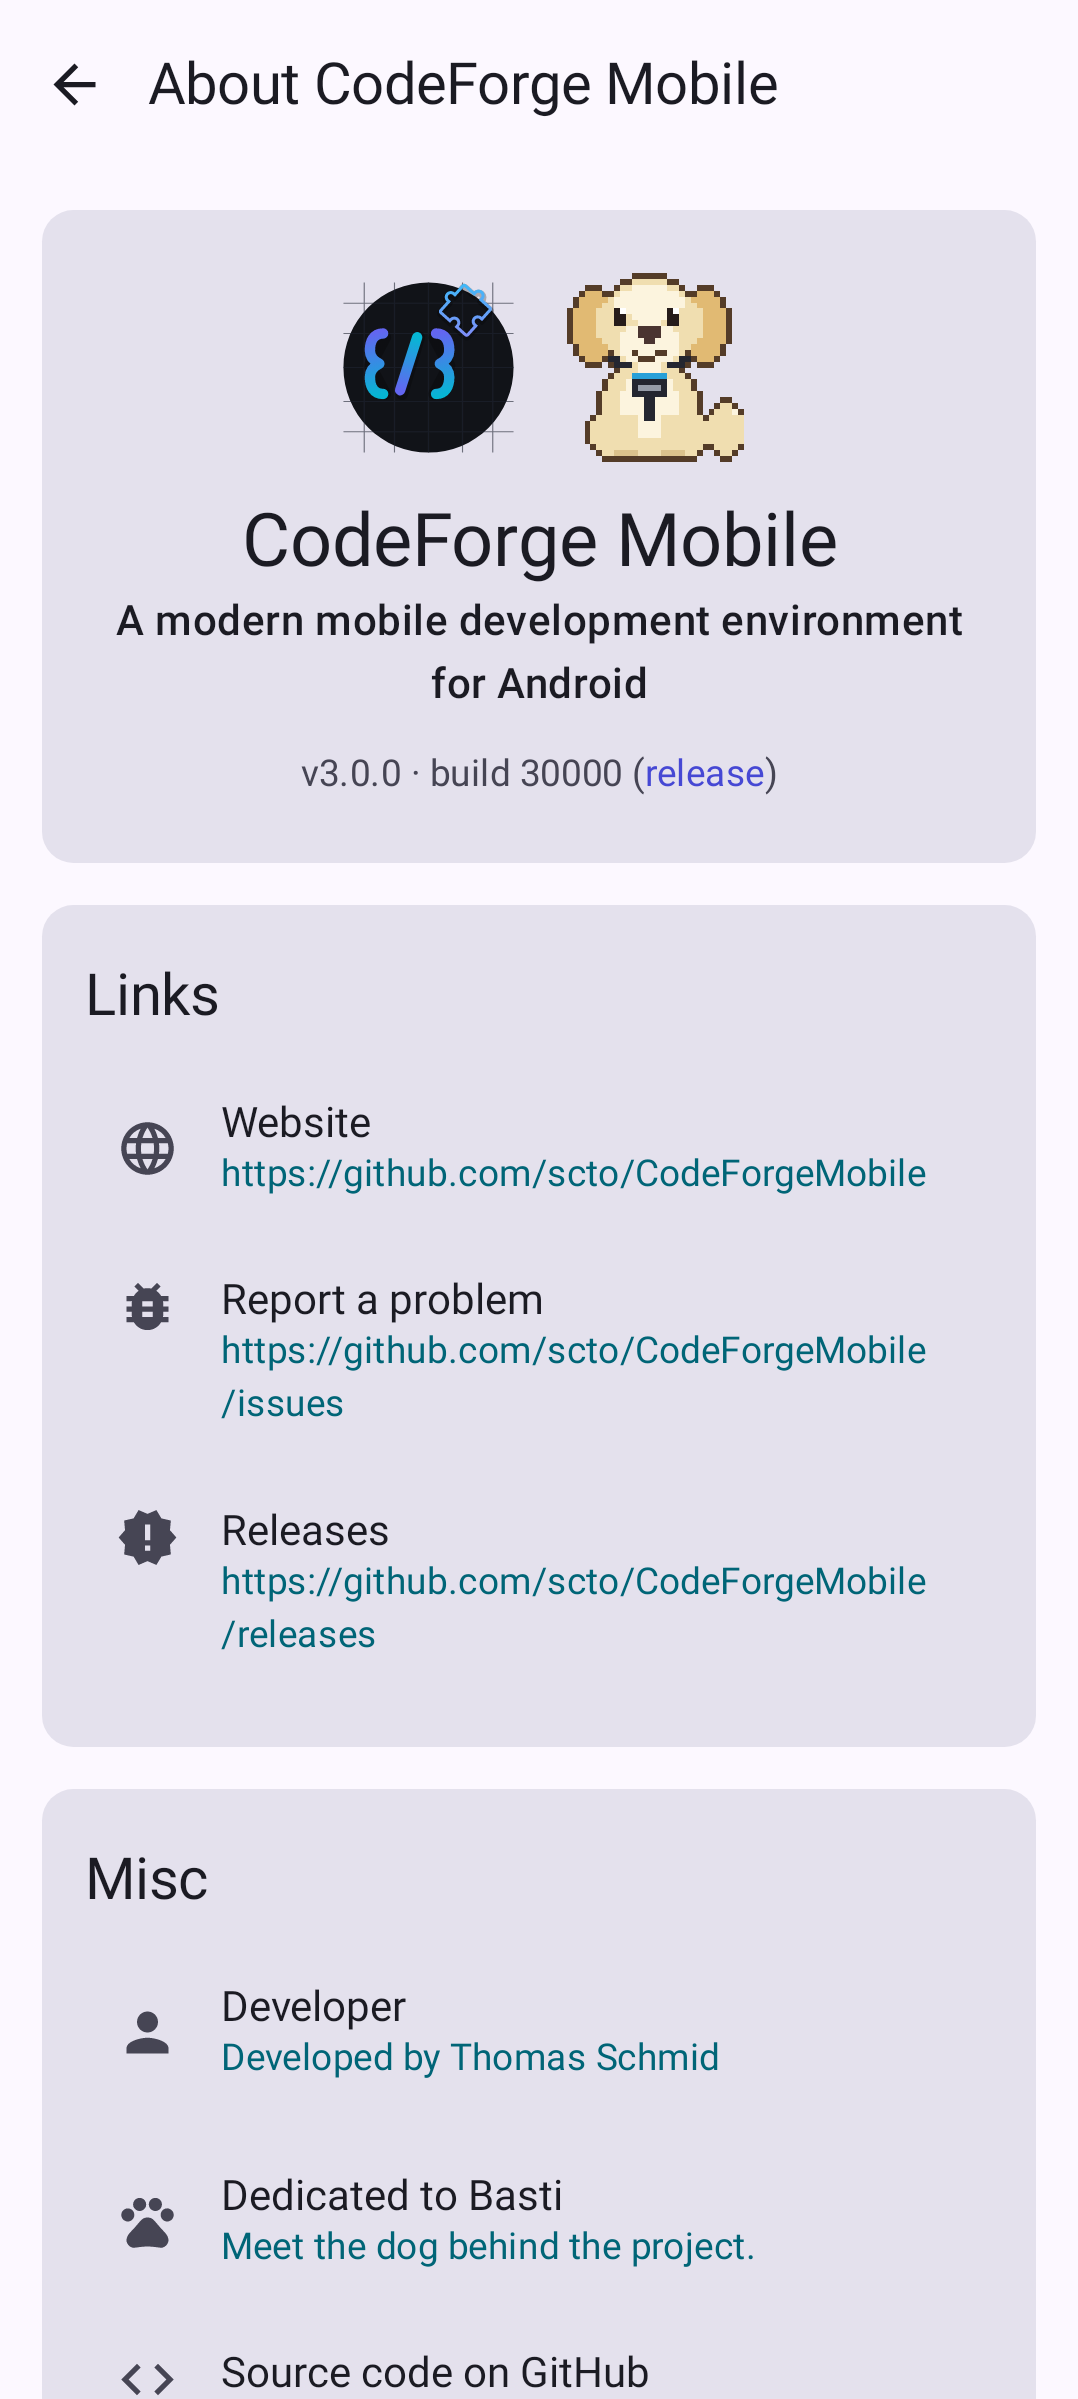 About CodeForge Mobile
{/}
CodeForge Mobile
A modern mobile development environment
for Android
v3.0.0 · build 30000 (release)
Links
Website
https://github.com/scto/CodeForgeMobile
Report a problem
https://github.com/scto/CodeForgeMobile
/issues
Releases
https://github.com/scto/CodeForgeMobile
/releases
Misc
Developer
Developed by Thomas Schmid
Dedicated to Basti
Meet the dog behind the project.
Source code on GitHub